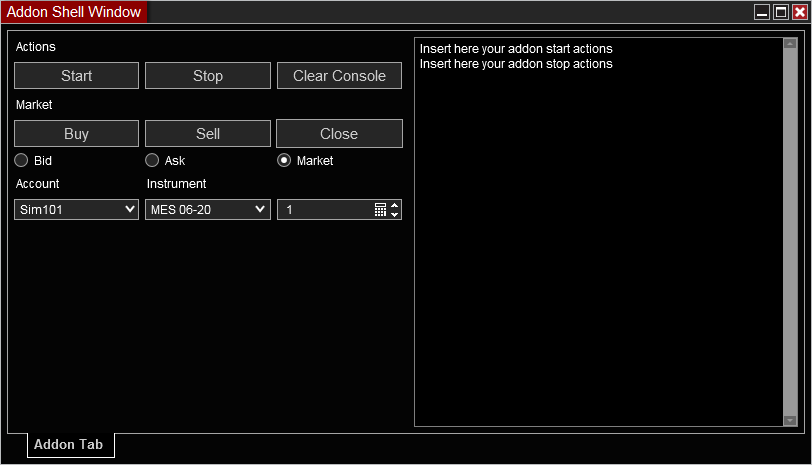 Addon Shell Window
Actions
Start Stop Clear Console
Market
Buy Sell Close
Bid Ask Market
Account Instrument
Sim101 MES 06-20 1
Insert here your addon start actions
Insert here your addon stop actions
Addon Tab